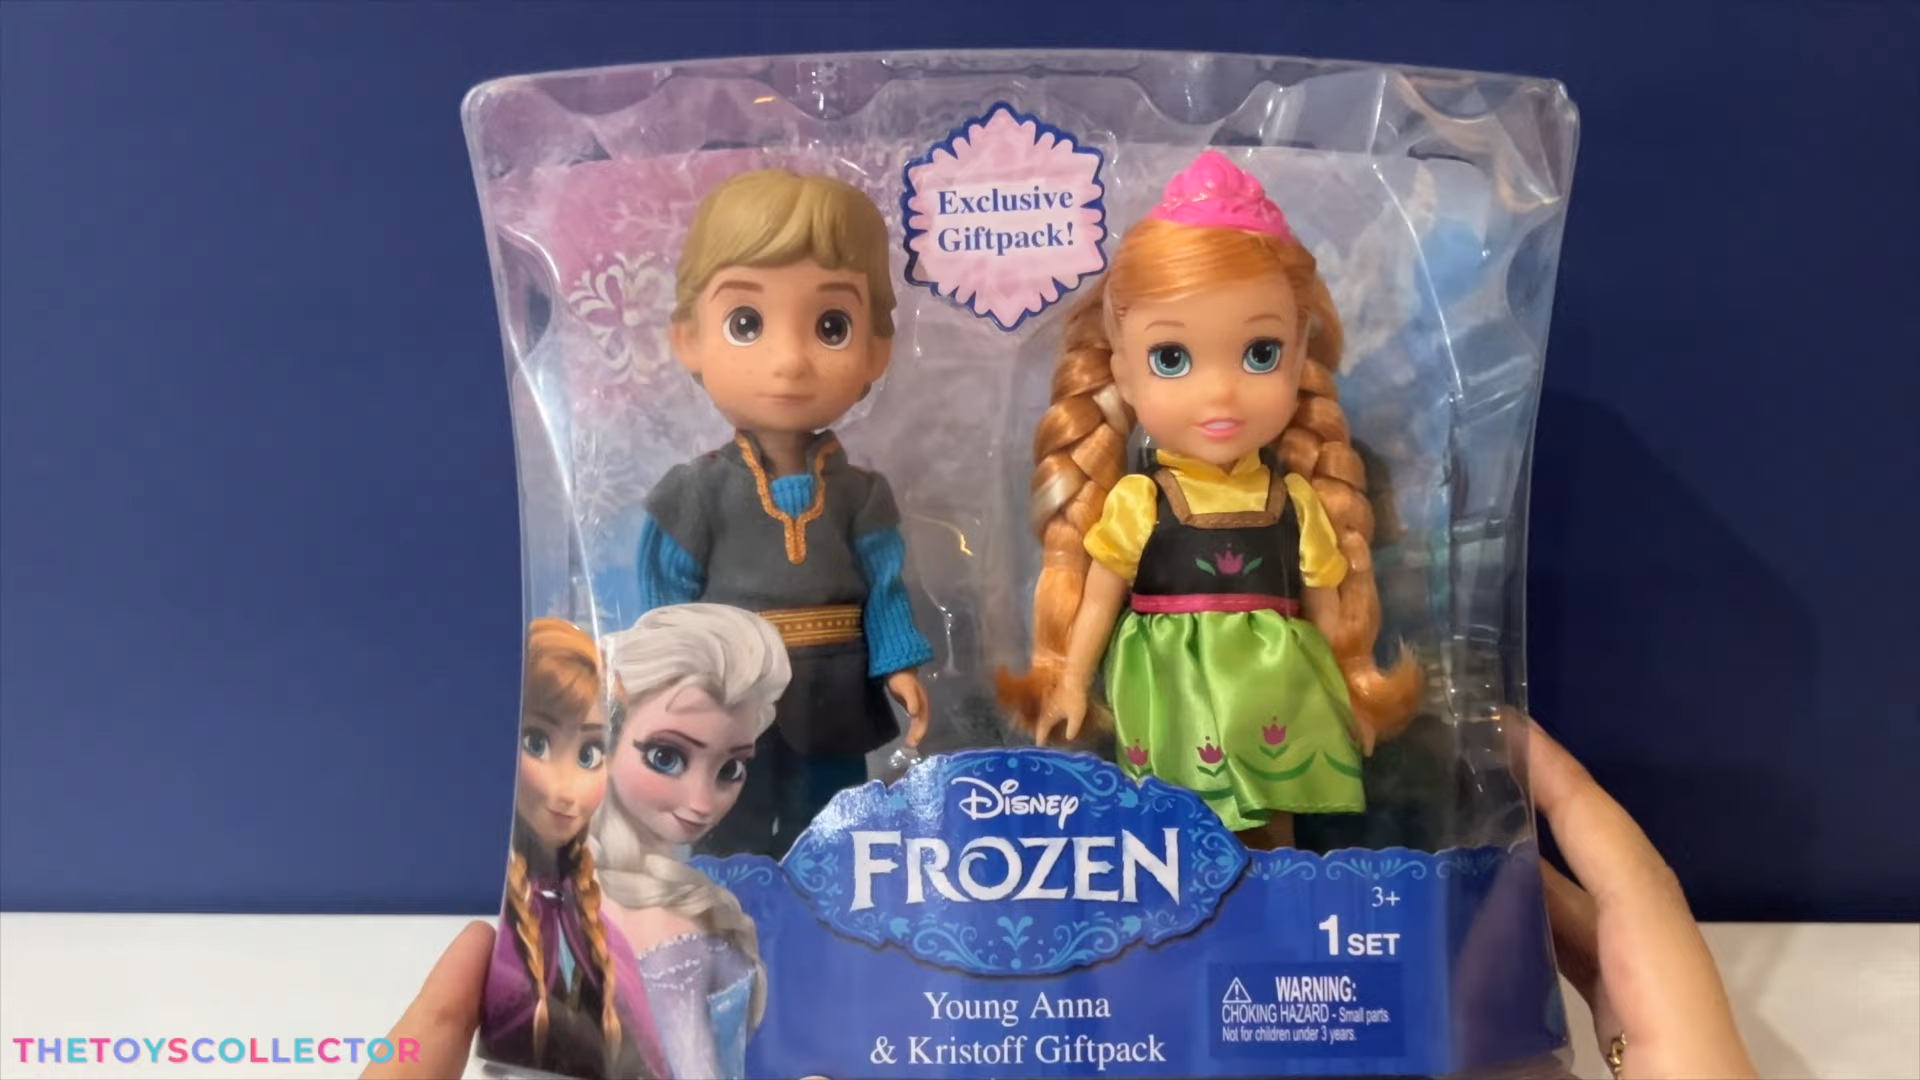 Exclusive
Giftpack!
Disney
FROZEN
3+
1 SET
WARNING:
CHOKING HAZARD - Small parts.
Not for children under 3 years.
Young Anna
& Kristoff Giftpack
THETOYSCOLLECTOR